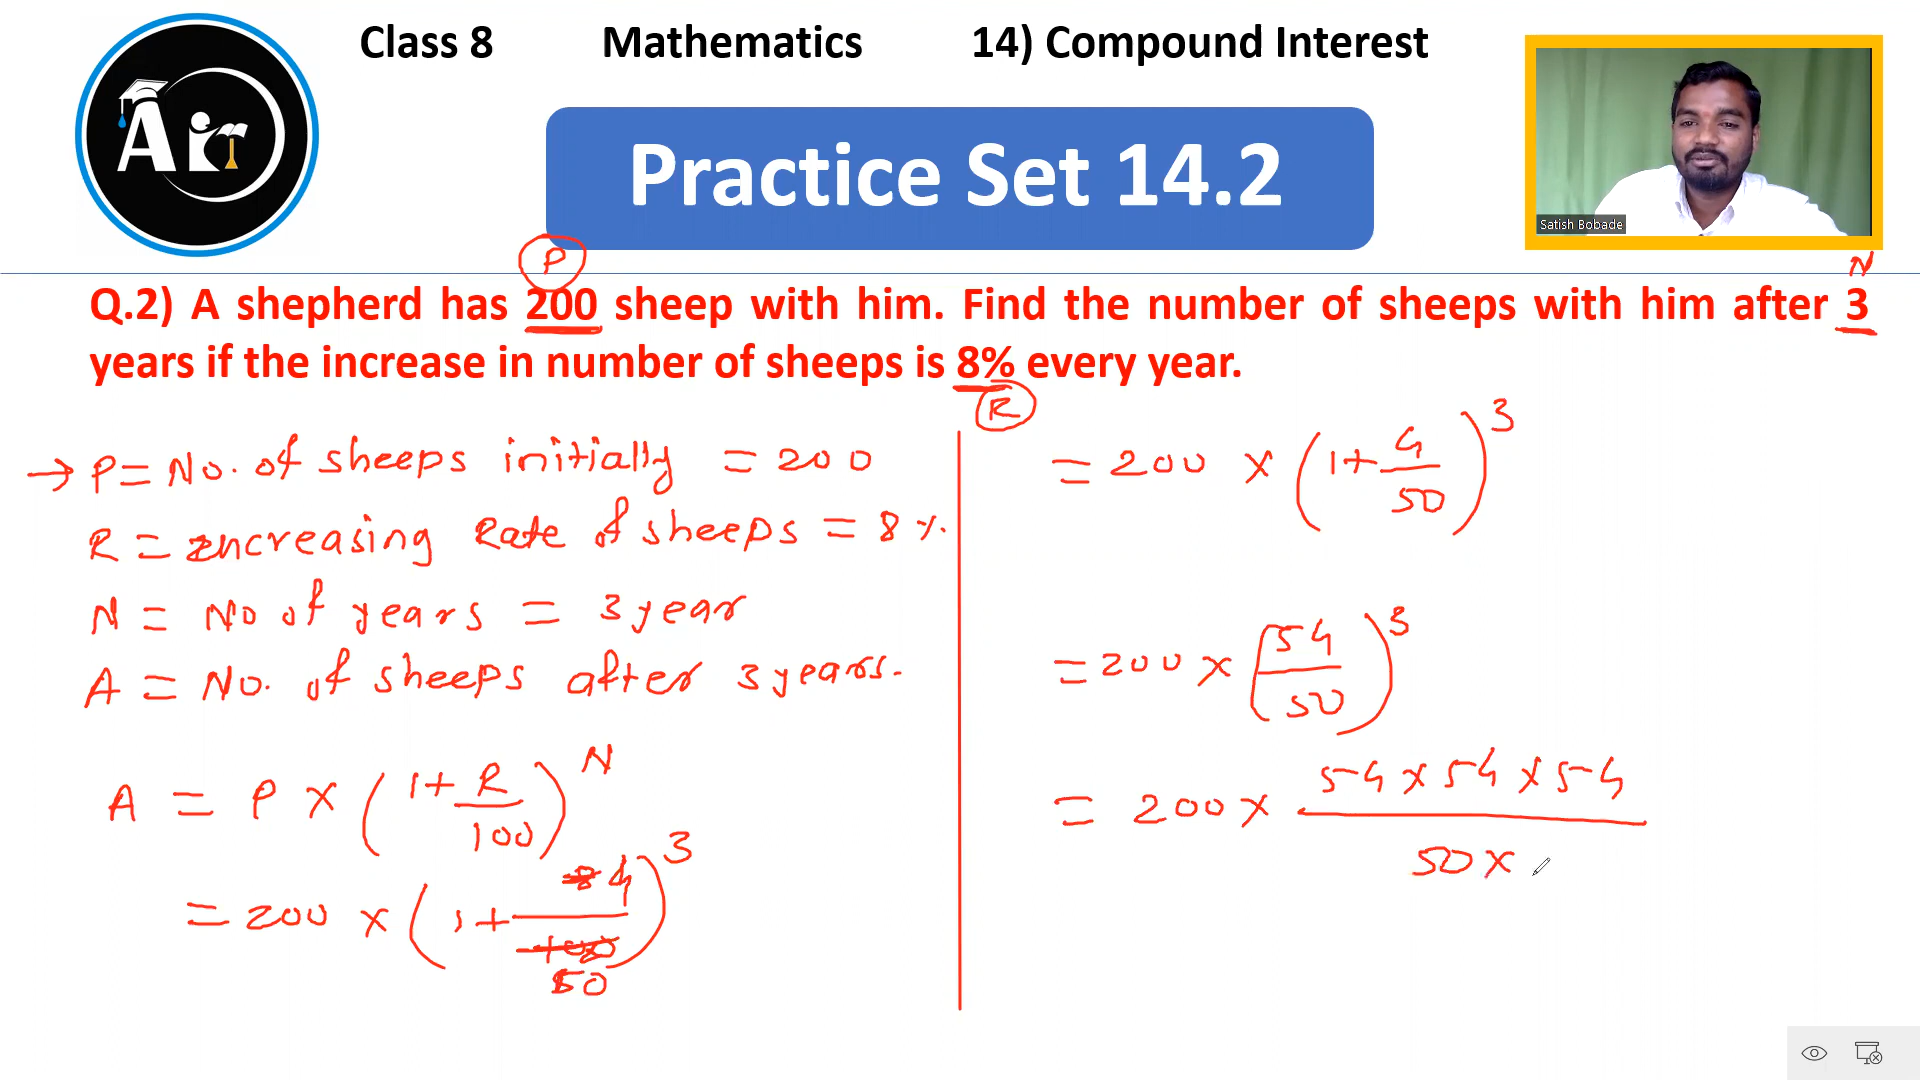 Class 8 Mathematics 14) Compound Interest
Air
Practice Set 14.2
Satish Bobade
P
N
Q.2) A shepherd has 200 sheep with him. Find the number of sheeps with him after 3
years if the increase in number of sheeps is 8% every year.
R
→ P = No. of sheeps initially = 200
R = Increasing Rate of sheeps = 8 %.
N = No of years = 3 year
A = No. of sheeps after 3 years.
A = P × (1 + R/100)^N
= 200 × (1 + 8 4/100 50)^3
= 200 × (1 + 4/50)^3
= 200 × (54/50)^3
= 200 × 54 × 54 × 54
50 ×